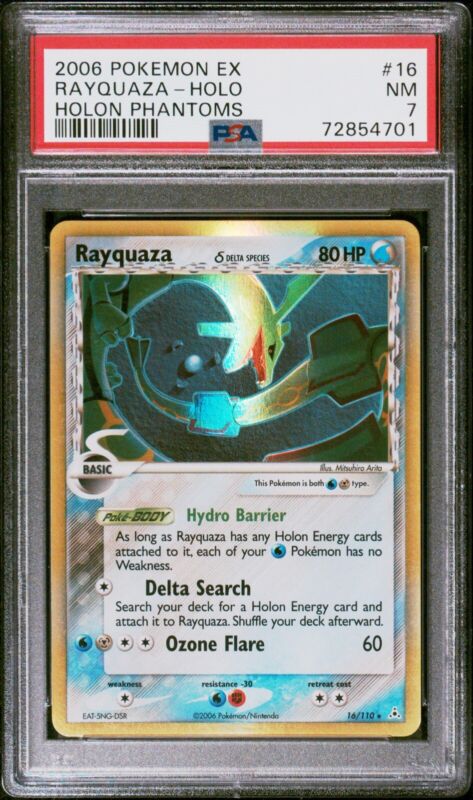 2006 POKEMON EX #16
RAYQUAZA - HOLO NM
HOLON PHANTOMS 7
PSA
72854701
Rayquaza δ DELTA SPECIES 80 HP
δ
BASIC
Illus. Mitsuhiro Arita
This Pokémon is both type.
Poké-BODY Hydro Barrier
As long as Rayquaza has any Holon Energy cards
attached to it, each of your Pokémon has no
Weakness.
Delta Search
Search your deck for a Holon Energy card and
attach it to Rayquaza. Shuffle your deck afterward.
Ozone Flare 60
weakness resistance -30 retreat cost
EAT-5NG-DSR ©2006 Pokémon/Nintendo 16/110 ★